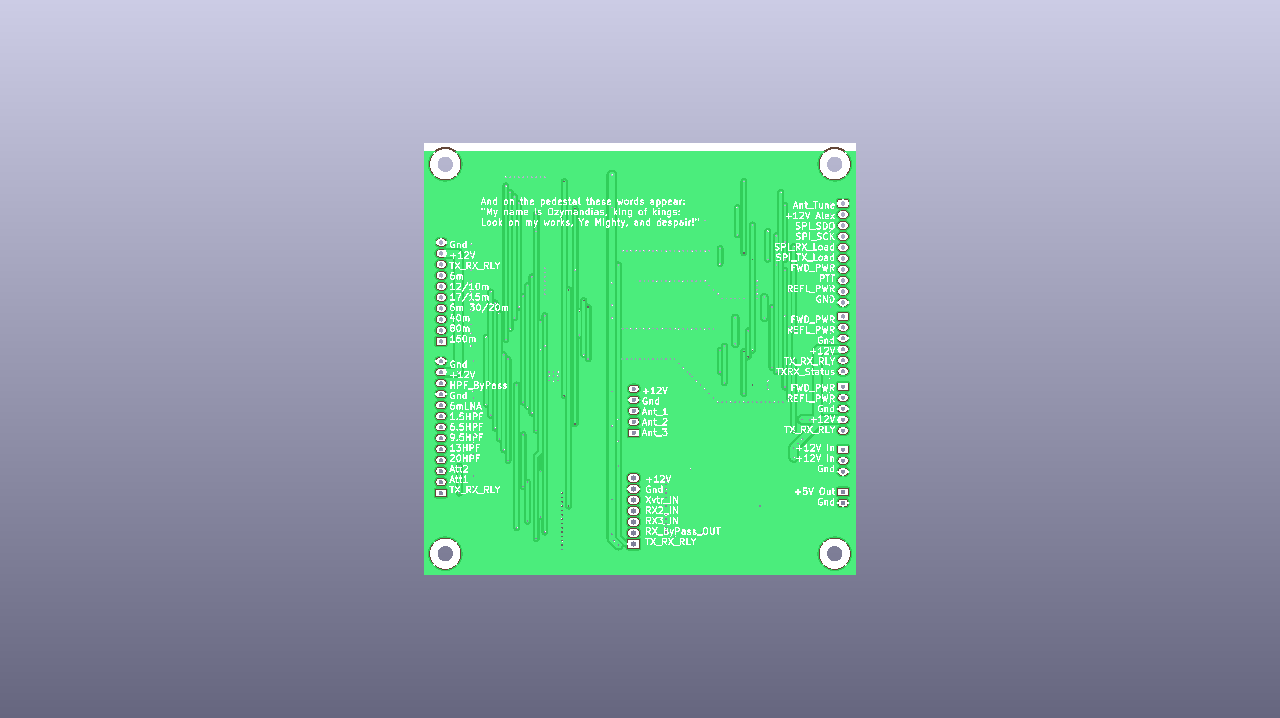 And on the pedestal these words appear:
"My name is Ozymandias, king of kings:
Look on my works, Ye Mighty, and despair!"
Gnd
+12V
TX_RX_RLY
6m
12/10m
17/15m
6m 30/20m
40m
80m
160m
Gnd
+12V
HPF_ByPass
Gnd
6mLNA
1.5HPF
6.5HPF
9.5HPF
13HPF
20HPF
Att2
Att1
TX_RX_RLY
+12V
Gnd
Ant_1
Ant_2
Ant_3
+12V
Gnd
Xvtr_IN
RX2_IN
RX3_IN
RX_ByPass_OUT
TX_RX_RLY
Ant_Tune
+12V Alex
SPI_SDO
SPI_SCK
SPI_RX_Load
SPI_TX_Load
FWD_PWR
PTT
REFL_PWR
GND
FWD_PWR
REFL_PWR
Gnd
+12V
TX_RX_RLY
TXRX_Status
FWD_PWR
REFL_PWR
Gnd
+12V
TX_RX_RLY
+12V In
+12V In
Gnd
+5V Out
Gnd